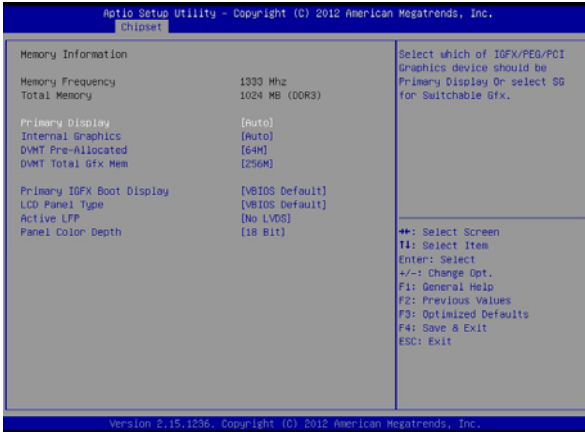 Aptio Setup Utility - Copyright (C) 2012 American Megatrends, Inc.
Chipset
Memory Information
Memory Frequency 1333 Mhz
Total Memory 1024 MB (DDR3)
Primary Display [Auto]
Internal Graphics [Auto]
DVMT Pre-Allocated [64M]
DVMT Total Gfx Mem [256M]
Primary IGFX Boot Display [VBIOS Default]
LCD Panel Type [VBIOS Default]
Active LFP [No LVDS]
Panel Color Depth [18 Bit]
Select which of IGFX/PEG/PCI
Graphics device should be
Primary Display Or select SG
for Switchable Gfx.
→←: Select Screen
↑↓: Select Item
Enter: Select
+/-: Change Opt.
F1: General Help
F2: Previous Values
F3: Optimized Defaults
F4: Save & Exit
ESC: Exit
Version 2.15.1236. Copyright (C) 2012 American Megatrends, Inc.